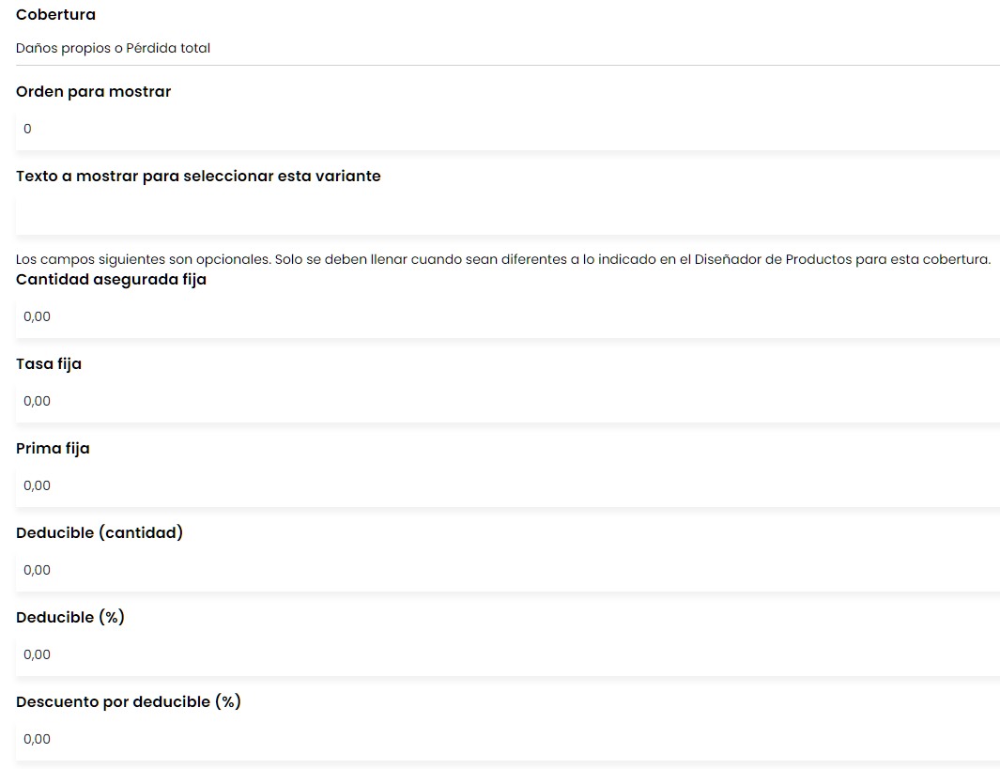 Cobertura
Daños propios o Pérdida total
Orden para mostrar
0
Texto a mostrar para seleccionar esta variante
Los campos siguientes son opcionales. Solo se deben llenar cuando sean diferentes a lo indicado en el Diseñador de Productos para esta cobertura.
Cantidad asegurada fija
0,00
Tasa fija
0,00
Prima fija
0,00
Deducible (cantidad)
0,00
Deducible (%)
0,00
Descuento por deducible (%)
0,00